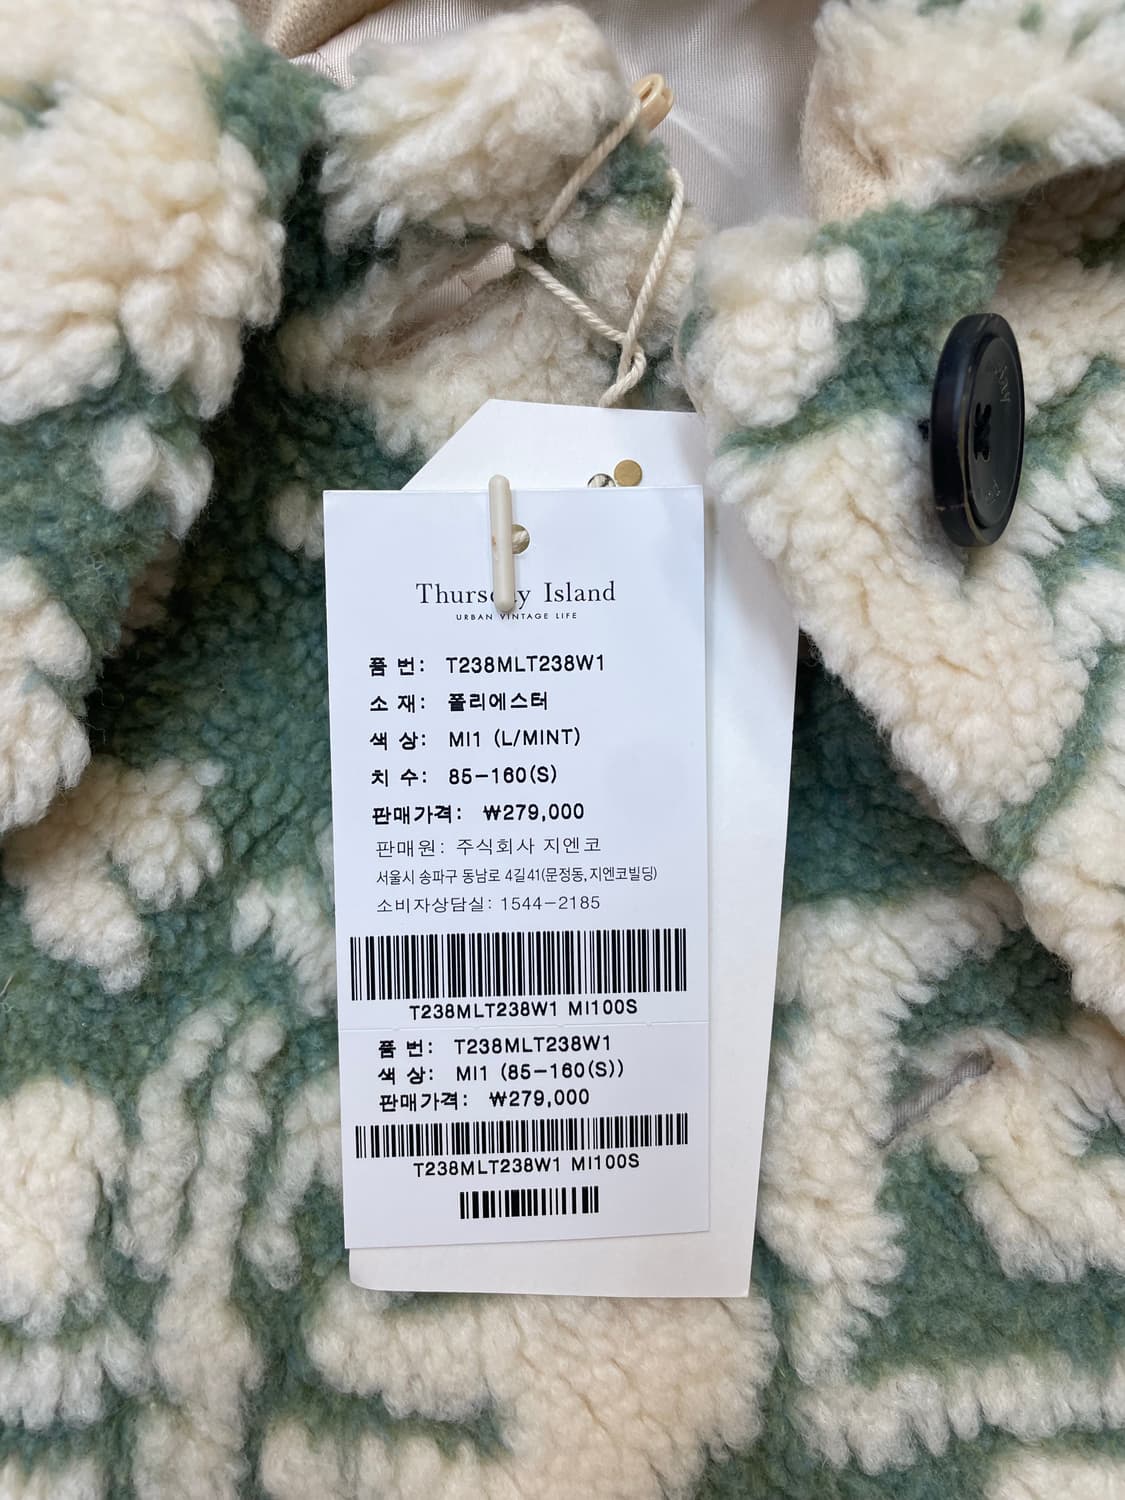 Thursday Island
URBAN VINTAGE LIFE
품 번: T238MLT238W1
소 재: 폴리에스터
색 상: MI1 (L/MINT)
치 수: 85-160(S)
판매가격: ₩279,000
판매원: 주식회사 지엔코
서울시 송파구 동남로 4길41(문정동, 지엔코빌딩)
소비자상담실: 1544-2185
T238MLT238W1 MI100S
품 번: T238MLT238W1
색 상: MI1 (85-160(S))
판매가격: ₩279,000
T238MLT238W1 MI100S